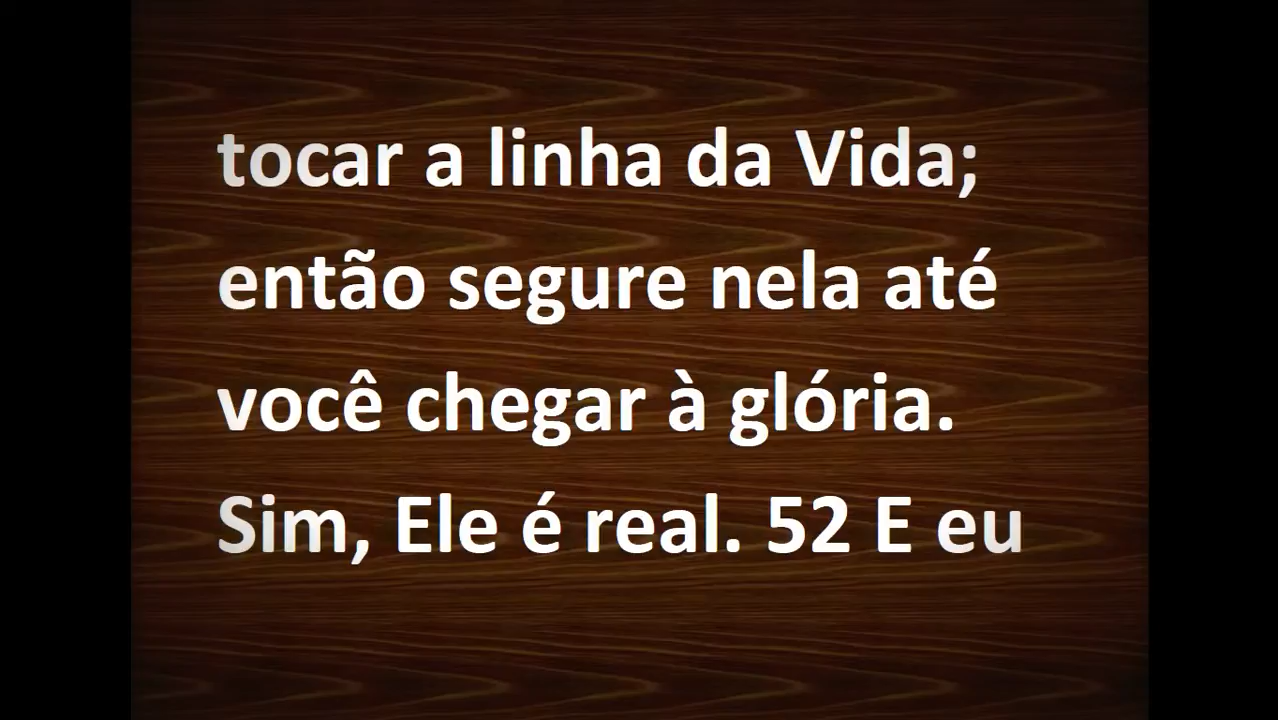 tocar a linha da Vida;
então segure nela até
você chegar à glória.
Sim, Ele é real. 52 E eu